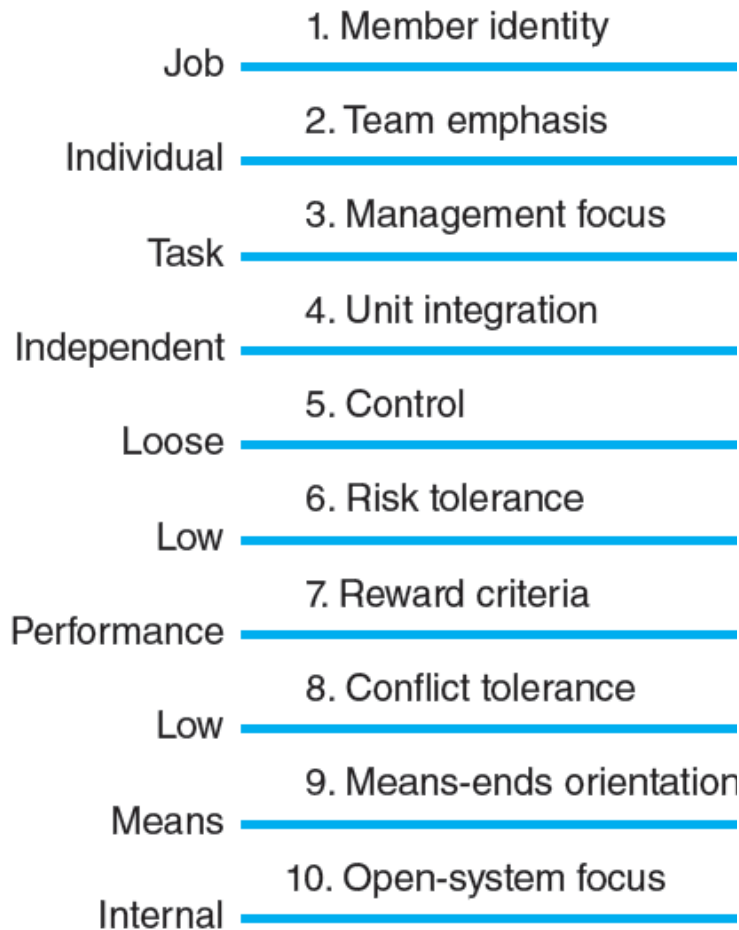 1. Member identity
Job
2. Team emphasis
Individual
3. Management focus
Task
4. Unit integration
Independent
5. Control
Loose
6. Risk tolerance
Low
7. Reward criteria
Performance
8. Conflict tolerance
Low
9. Means-ends orientation
Means
10. Open-system focus
Internal